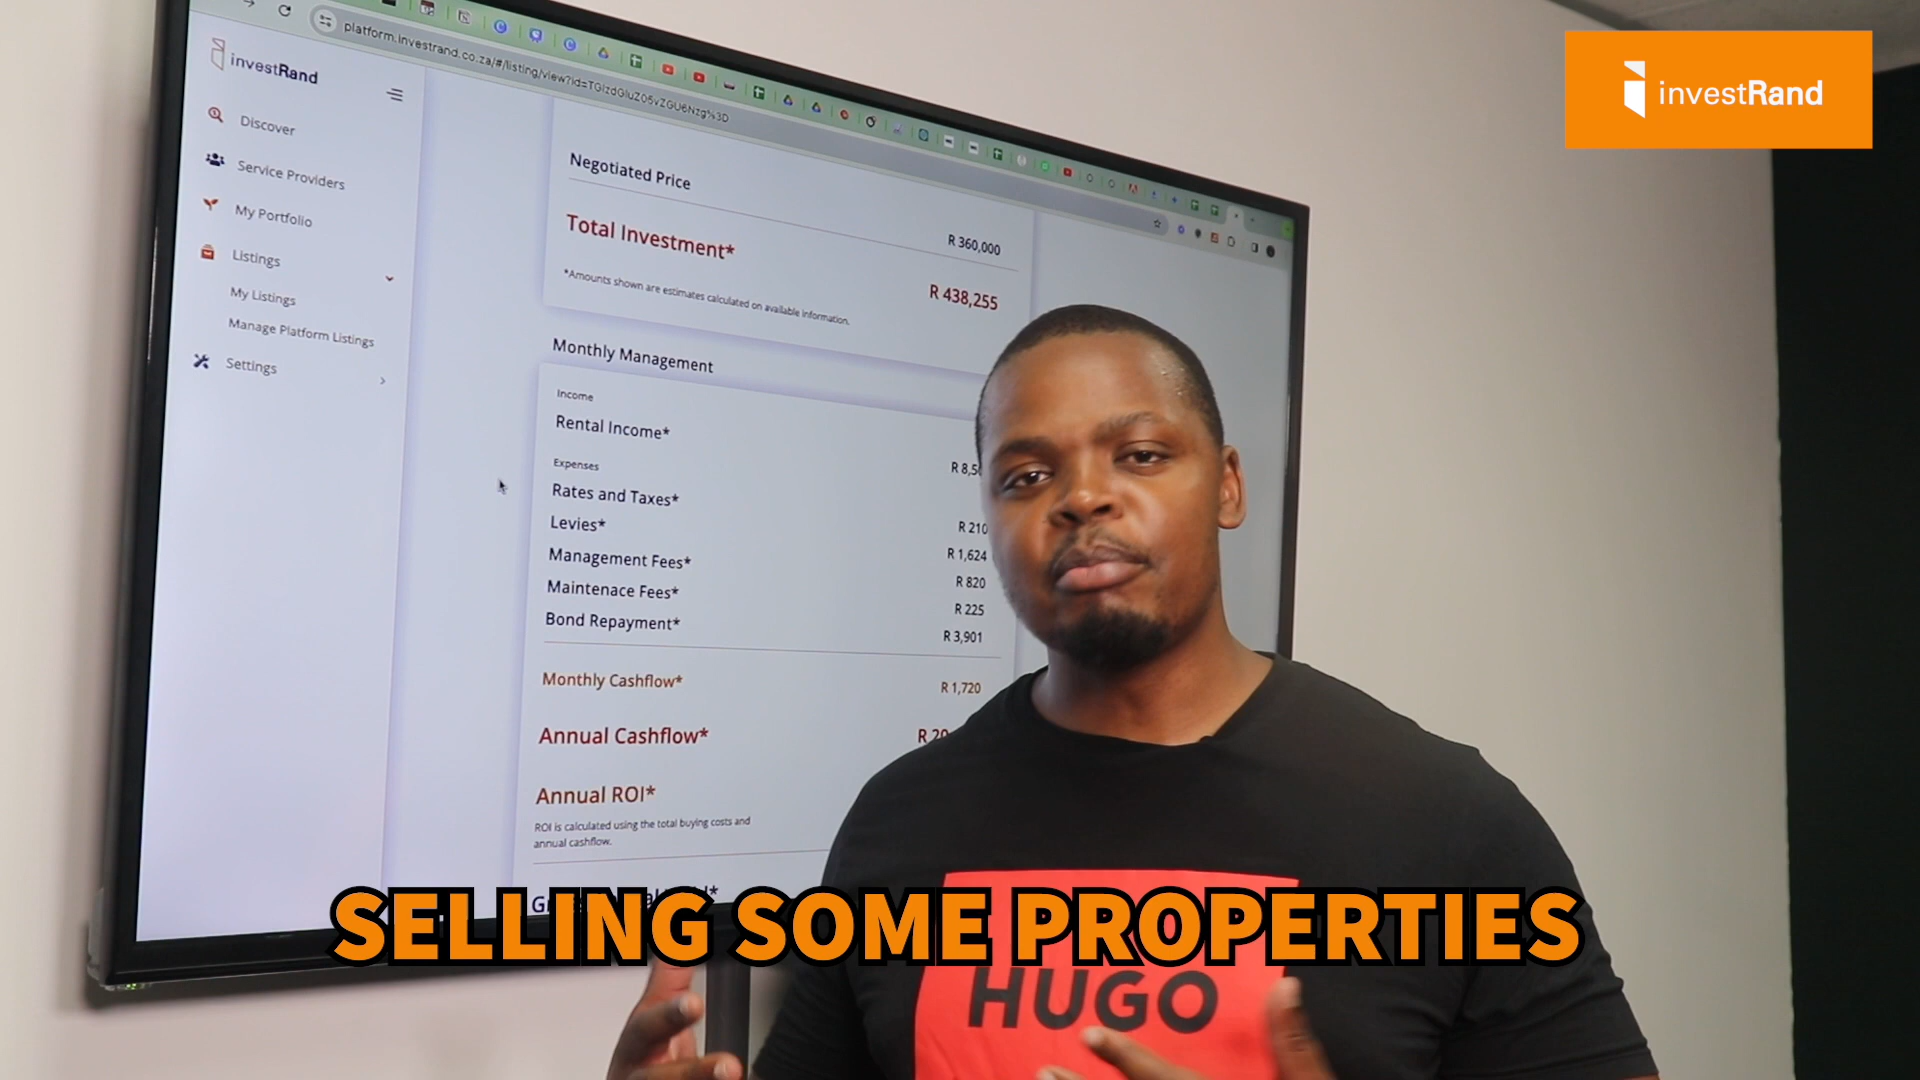 platform.investrand.co.za/#/listing/view?id=TGlzdGluZ05vZGU6Nzg%3D
investRand
investRand
Discover
Service Providers
My Portfolio
Listings
My Listings
Manage Platform Listings
Settings
Negotiated Price R 360,000
Total Investment* R 438,255
*Amounts shown are estimates calculated on available information.
Monthly Management
Income
Rental Income* R 8,5
Expenses
Rates and Taxes* R 210
Levies* R 1,624
Management Fees* R 820
Maintenace Fees* R 225
Bond Repayment* R 3,901
Monthly Cashflow* R 1,720
Annual Cashflow* R 20
Annual ROI*
ROI is calculated using the total buying costs and
annual cashflow.
SELLING SOME PROPERTIES
HUGO